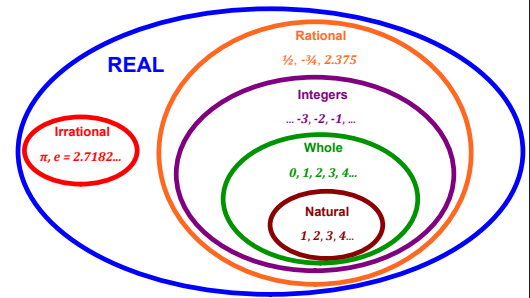 Rational
½, -¾, 2.375
REAL
Integers
... -3, -2, -1, ...
Irrational
π, e = 2.7182...
Whole
0, 1, 2, 3, 4...
Natural
1, 2, 3, 4...